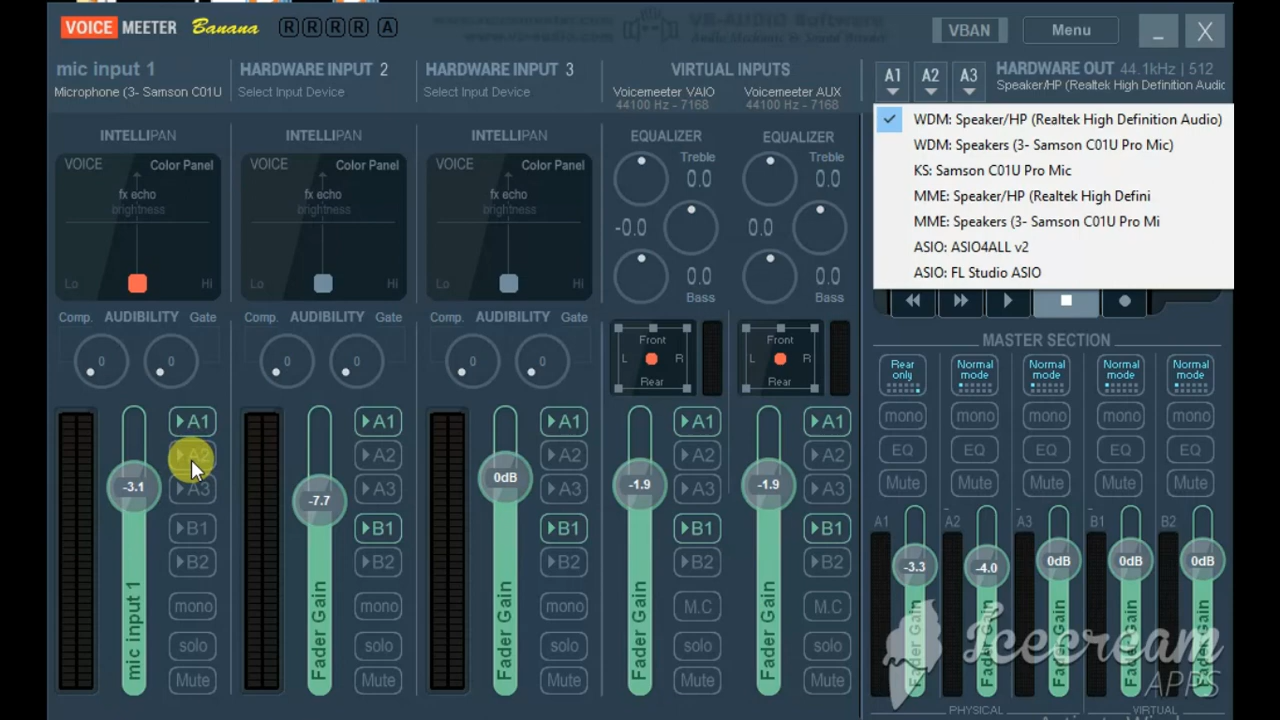 VOICE MEETER Banana R R R R A
VBAN
Menu
X
mic input 1
Microphone (3- Samson C01U
HARDWARE INPUT 2
Select Input Device
HARDWARE INPUT 3
Select Input Device
VIRTUAL INPUTS
Voicemeeter VAIO
44100 Hz - 7168
Voicemeeter AUX
44100 Hz - 7168
A1 A2 A3
HARDWARE OUT 44.1kHz | 512
Speaker/HP (Realtek High Definition Audic
WDM: Speaker/HP (Realtek High Definition Audio)
WDM: Speakers (3- Samson C01U Pro Mic)
KS: Samson C01U Pro Mic
MME: Speaker/HP (Realtek High Defini
MME: Speakers (3- Samson C01U Pro Mi
ASIO: ASIO4ALL v2
ASIO: FL Studio ASIO
INTELLIPAN
VOICE Color Panel
fx echo
brightness
Lo Hi
Comp. AUDIBILITY Gate
0 0
INTELLIPAN
VOICE Color Panel
fx echo
brightness
Lo Hi
Comp. AUDIBILITY Gate
0 0
INTELLIPAN
VOICE Color Panel
fx echo
brightness
Lo Hi
Comp. AUDIBILITY Gate
0 0
EQUALIZER
Treble
0.0
-0.0
0.0
Bass
Front
L R
Rear
EQUALIZER
Treble
0.0
0.0
0.0
Bass
Front
L R
Rear
A1
A2
A3
B1
B2
mono
solo
Mute
-3.1
mic input 1
A1
A2
A3
B1
B2
mono
solo
Mute
-7.7
Fader Gain
A1
A2
A3
B1
B2
mono
solo
Mute
0dB
Fader Gain
A1
A2
A3
B1
B2
M.C
solo
Mute
-1.9
Fader Gain
A1
A2
A3
B1
B2
M.C
solo
Mute
-1.9
Fader Gain
MASTER SECTION
Rear only
Normal mode
Normal mode
Normal mode
Normal mode
mono mono mono mono mono
EQ EQ EQ EQ EQ
Mute Mute Mute Mute Mute
A1 A2 A3 B1 B2
-3.3 -4.0 0dB 0dB 0dB
Fader Gain Fader Gain Fader Gain Fader Gain Fader Gain
PHYSICAL VIRTUAL
Icecream
APPS